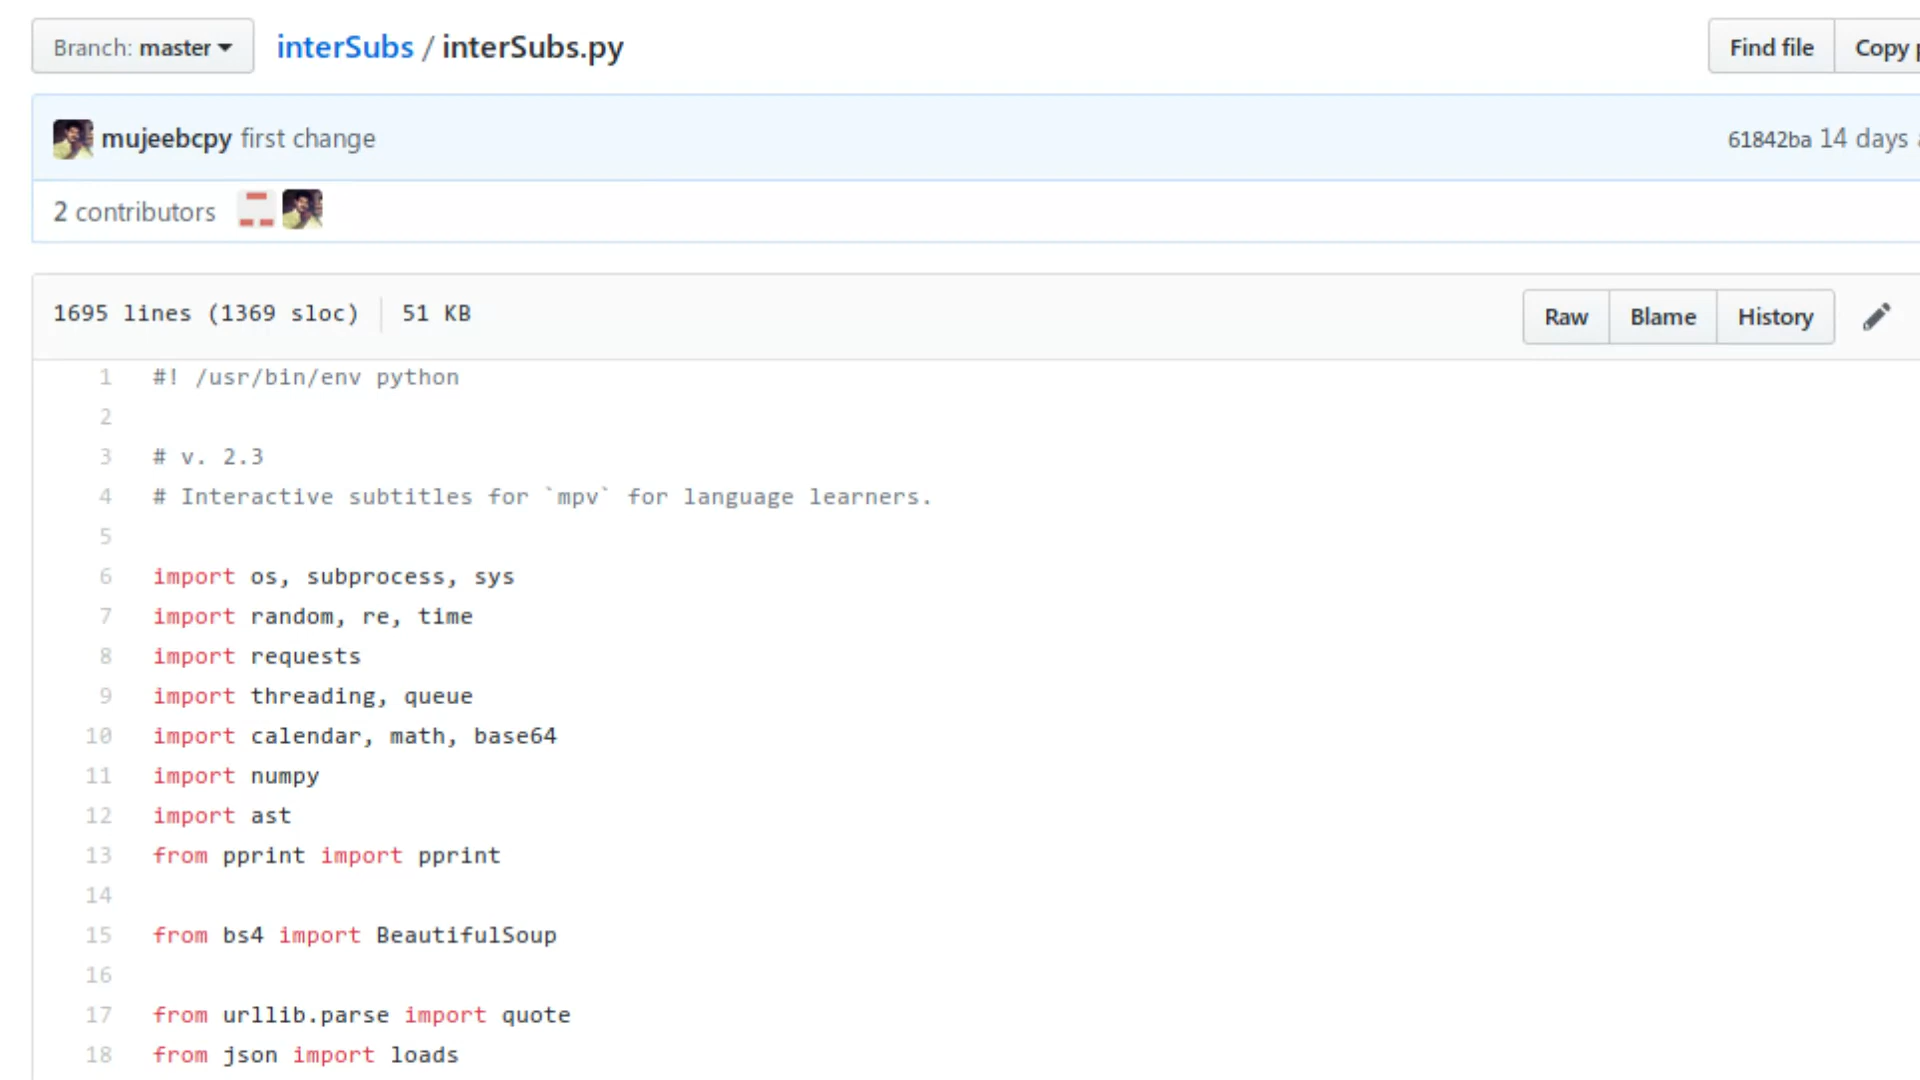 Branch: master interSubs / interSubs.py Find file Copy
mujeebcpy first change 61842ba 14 days
2 contributors
1695 lines (1369 sloc) 51 KB Raw Blame History
1 #! /usr/bin/env python
2
3 # v. 2.3
4 # Interactive subtitles for `mpv` for language learners.
5
6 import os, subprocess, sys
7 import random, re, time
8 import requests
9 import threading, queue
10 import calendar, math, base64
11 import numpy
12 import ast
13 from pprint import pprint
14
15 from bs4 import BeautifulSoup
16
17 from urllib.parse import quote
18 from json import loads